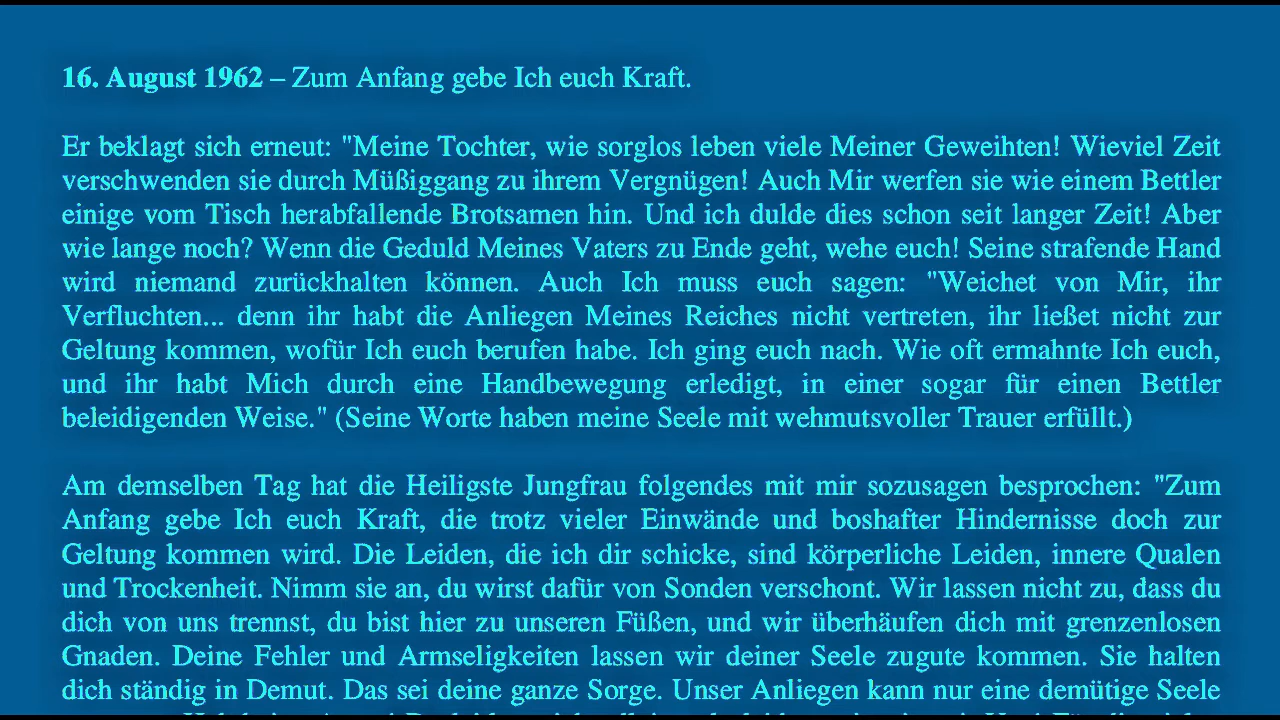 16. August 1962 – Zum Anfang gebe Ich euch Kraft.
Er beklagt sich erneut: "Meine Tochter, wie sorglos leben viele Meiner Geweihten! Wieviel Zeit
verschwenden sie durch Müßiggang zu ihrem Vergnügen! Auch Mir werfen sie wie einem Bettler
einige vom Tisch herabfallende Brotsamen hin. Und ich dulde dies schon seit langer Zeit! Aber
wie lange noch? Wenn die Geduld Meines Vaters zu Ende geht, wehe euch! Seine strafende Hand
wird niemand zurückhalten können. Auch Ich muss euch sagen: "Weichet von Mir, ihr
Verfluchten... denn ihr habt die Anliegen Meines Reiches nicht vertreten, ihr ließet nicht zur
Geltung kommen, wofür Ich euch berufen habe. Ich ging euch nach. Wie oft ermahnte Ich euch,
und ihr habt Mich durch eine Handbewegung erledigt, in einer sogar für einen Bettler
beleidigenden Weise." (Seine Worte haben meine Seele mit wehmutsvoller Trauer erfüllt.)
Am demselben Tag hat die Heiligste Jungfrau folgendes mit mir sozusagen besprochen: "Zum
Anfang gebe Ich euch Kraft, die trotz vieler Einwände und boshafter Hindernisse doch zur
Geltung kommen wird. Die Leiden, die ich dir schicke, sind körperliche Leiden, innere Qualen
und Trockenheit. Nimm sie an, du wirst dafür von Sonden verschont. Wir lassen nicht zu, dass du
dich von uns trennst, du bist hier zu unseren Füßen, und wir überhäufen dich mit grenzenlosen
Gnaden. Deine Fehler und Armseligkeiten lassen wir deiner Seele zugute kommen. Sie halten
dich ständig in Demut. Das sei deine ganze Sorge. Unser Anliegen kann nur eine demütige Seele